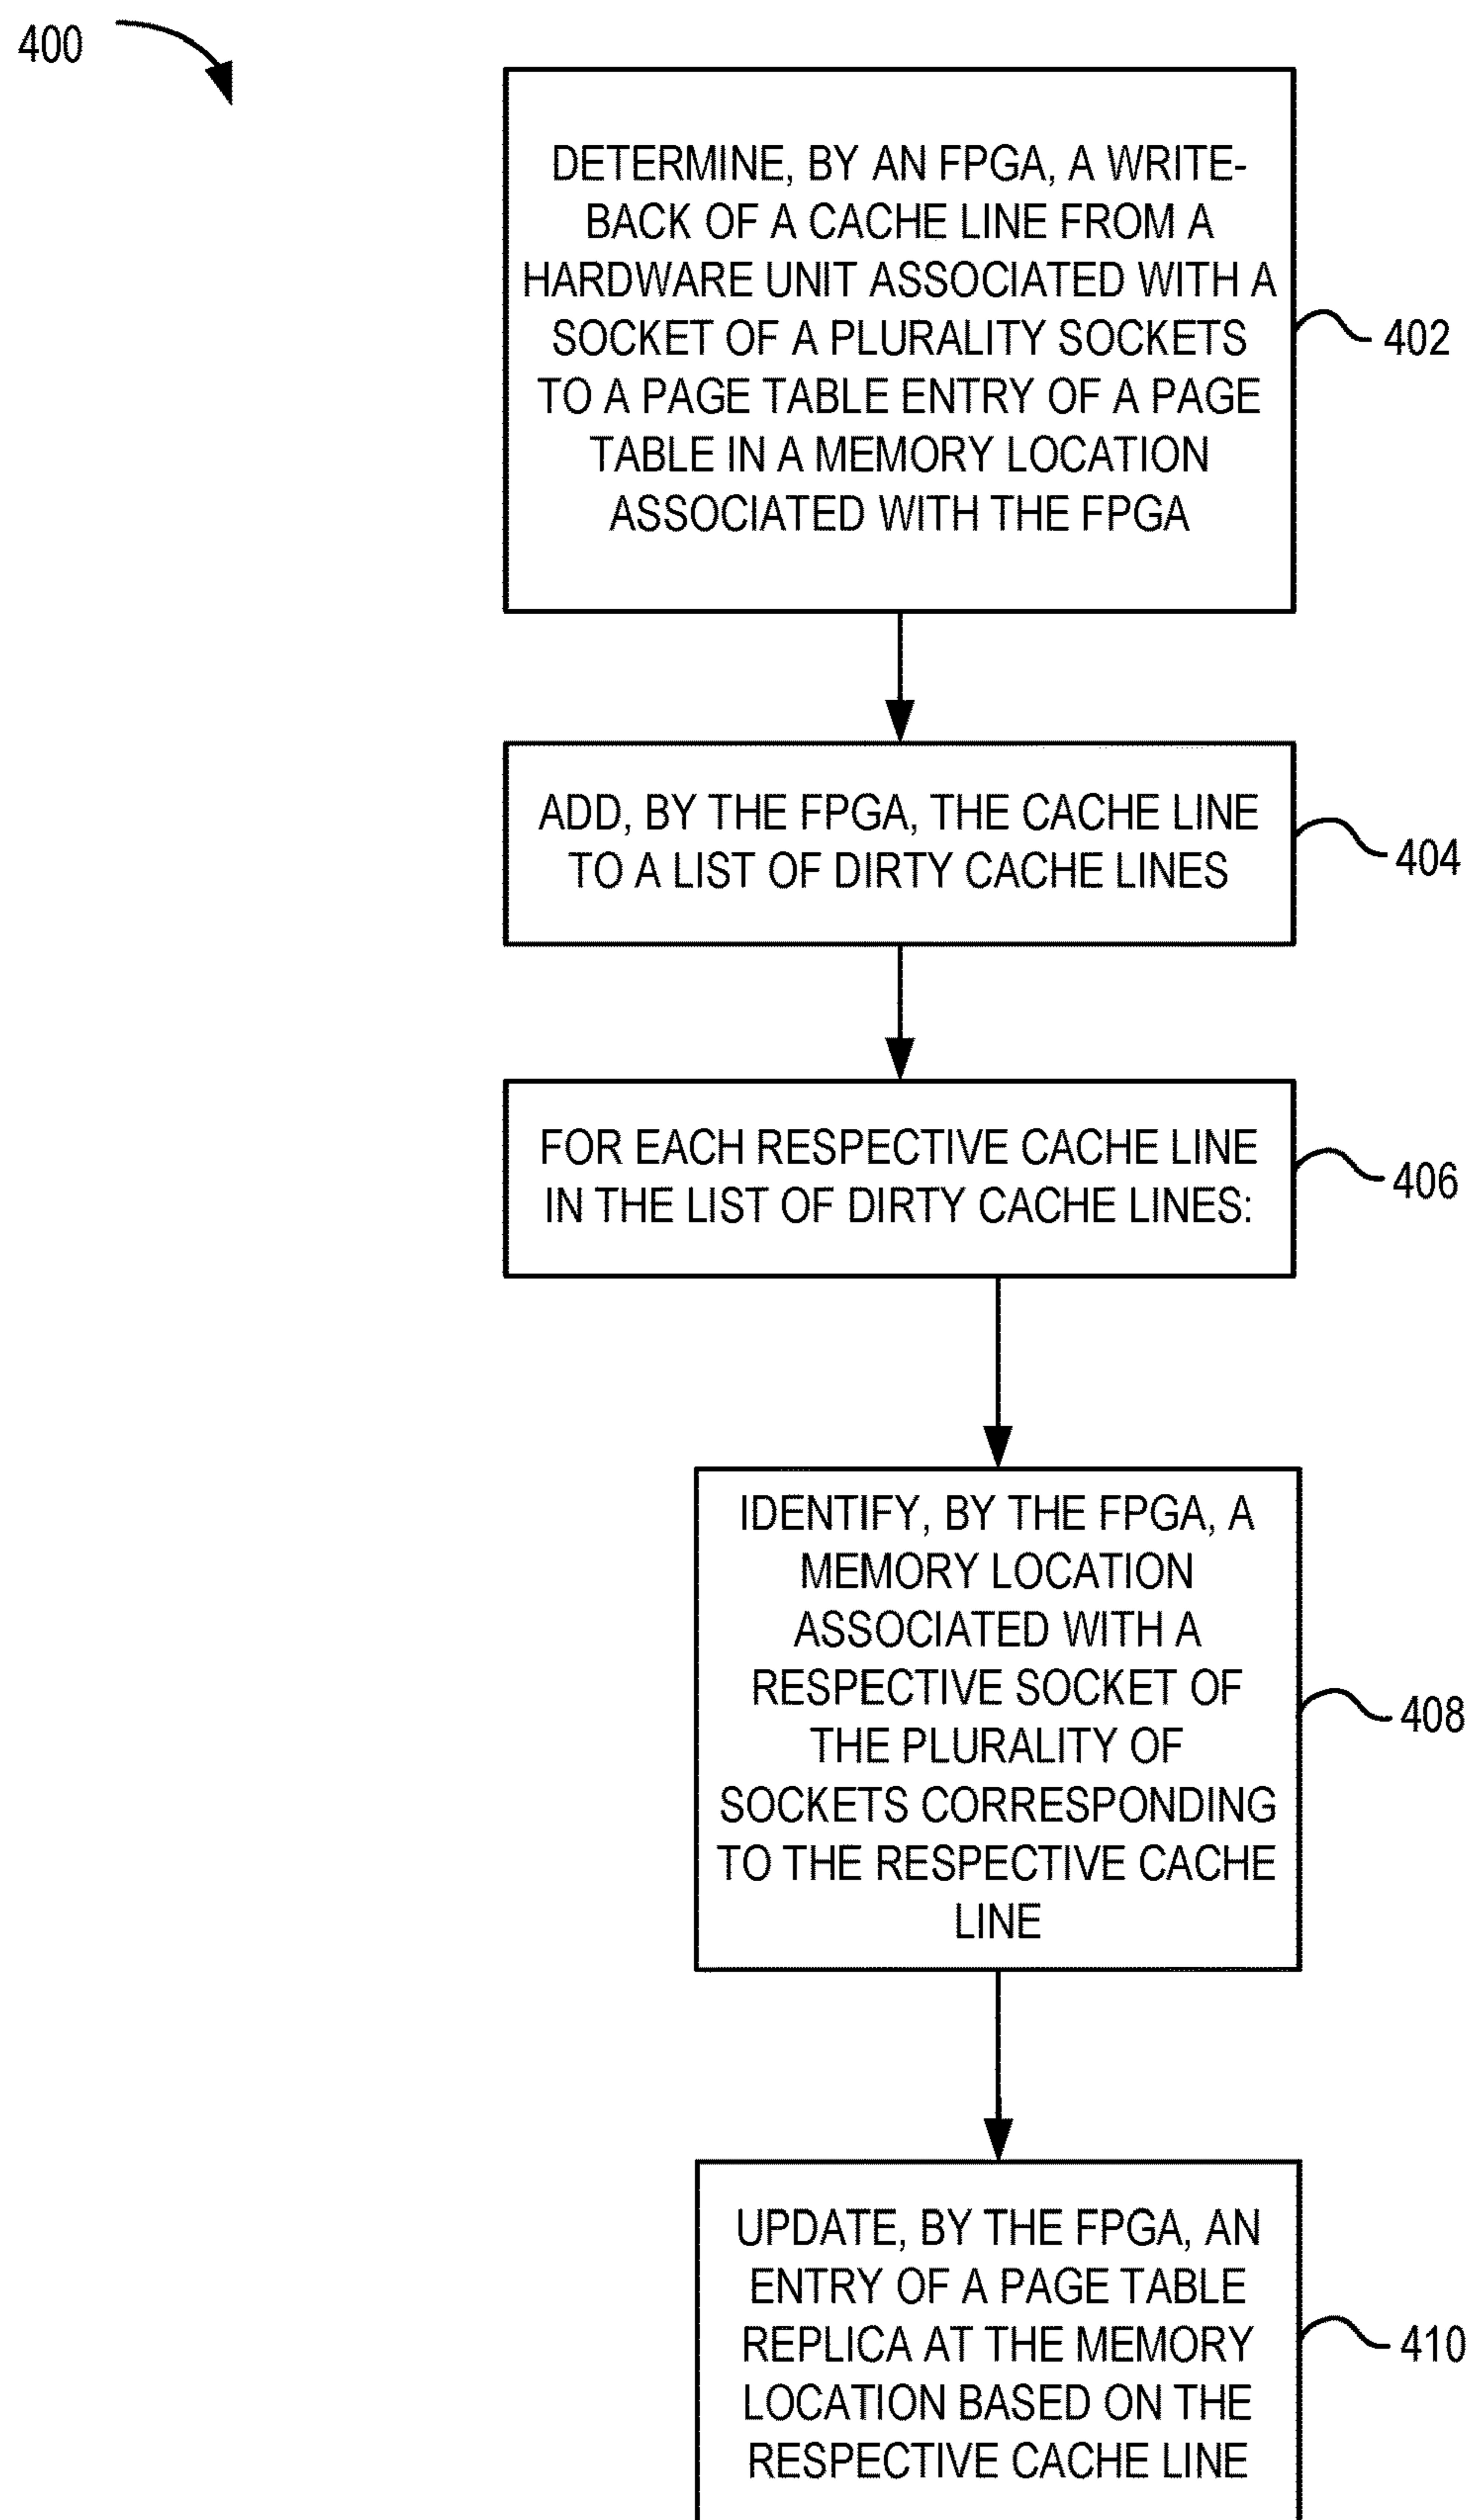 400
DETERMINE, BY AN FPGA, A WRITE-
BACK OF A CACHE LINE FROM A
HARDWARE UNIT ASSOCIATED WITH A
SOCKET OF A PLURALITY SOCKETS
TO A PAGE TABLE ENTRY OF A PAGE
TABLE IN A MEMORY LOCATION
ASSOCIATED WITH THE FPGA
402
ADD, BY THE FPGA, THE CACHE LINE
TO A LIST OF DIRTY CACHE LINES
404
FOR EACH RESPECTIVE CACHE LINE
IN THE LIST OF DIRTY CACHE LINES:
406
IDENTIFY, BY THE FPGA, A
MEMORY LOCATION
ASSOCIATED WITH A
RESPECTIVE SOCKET OF
THE PLURALITY OF
SOCKETS CORRESPONDING
TO THE RESPECTIVE CACHE
LINE
408
UPDATE, BY THE FPGA, AN
ENTRY OF A PAGE TABLE
REPLICA AT THE MEMORY
LOCATION BASED ON THE
RESPECTIVE CACHE LINE
410